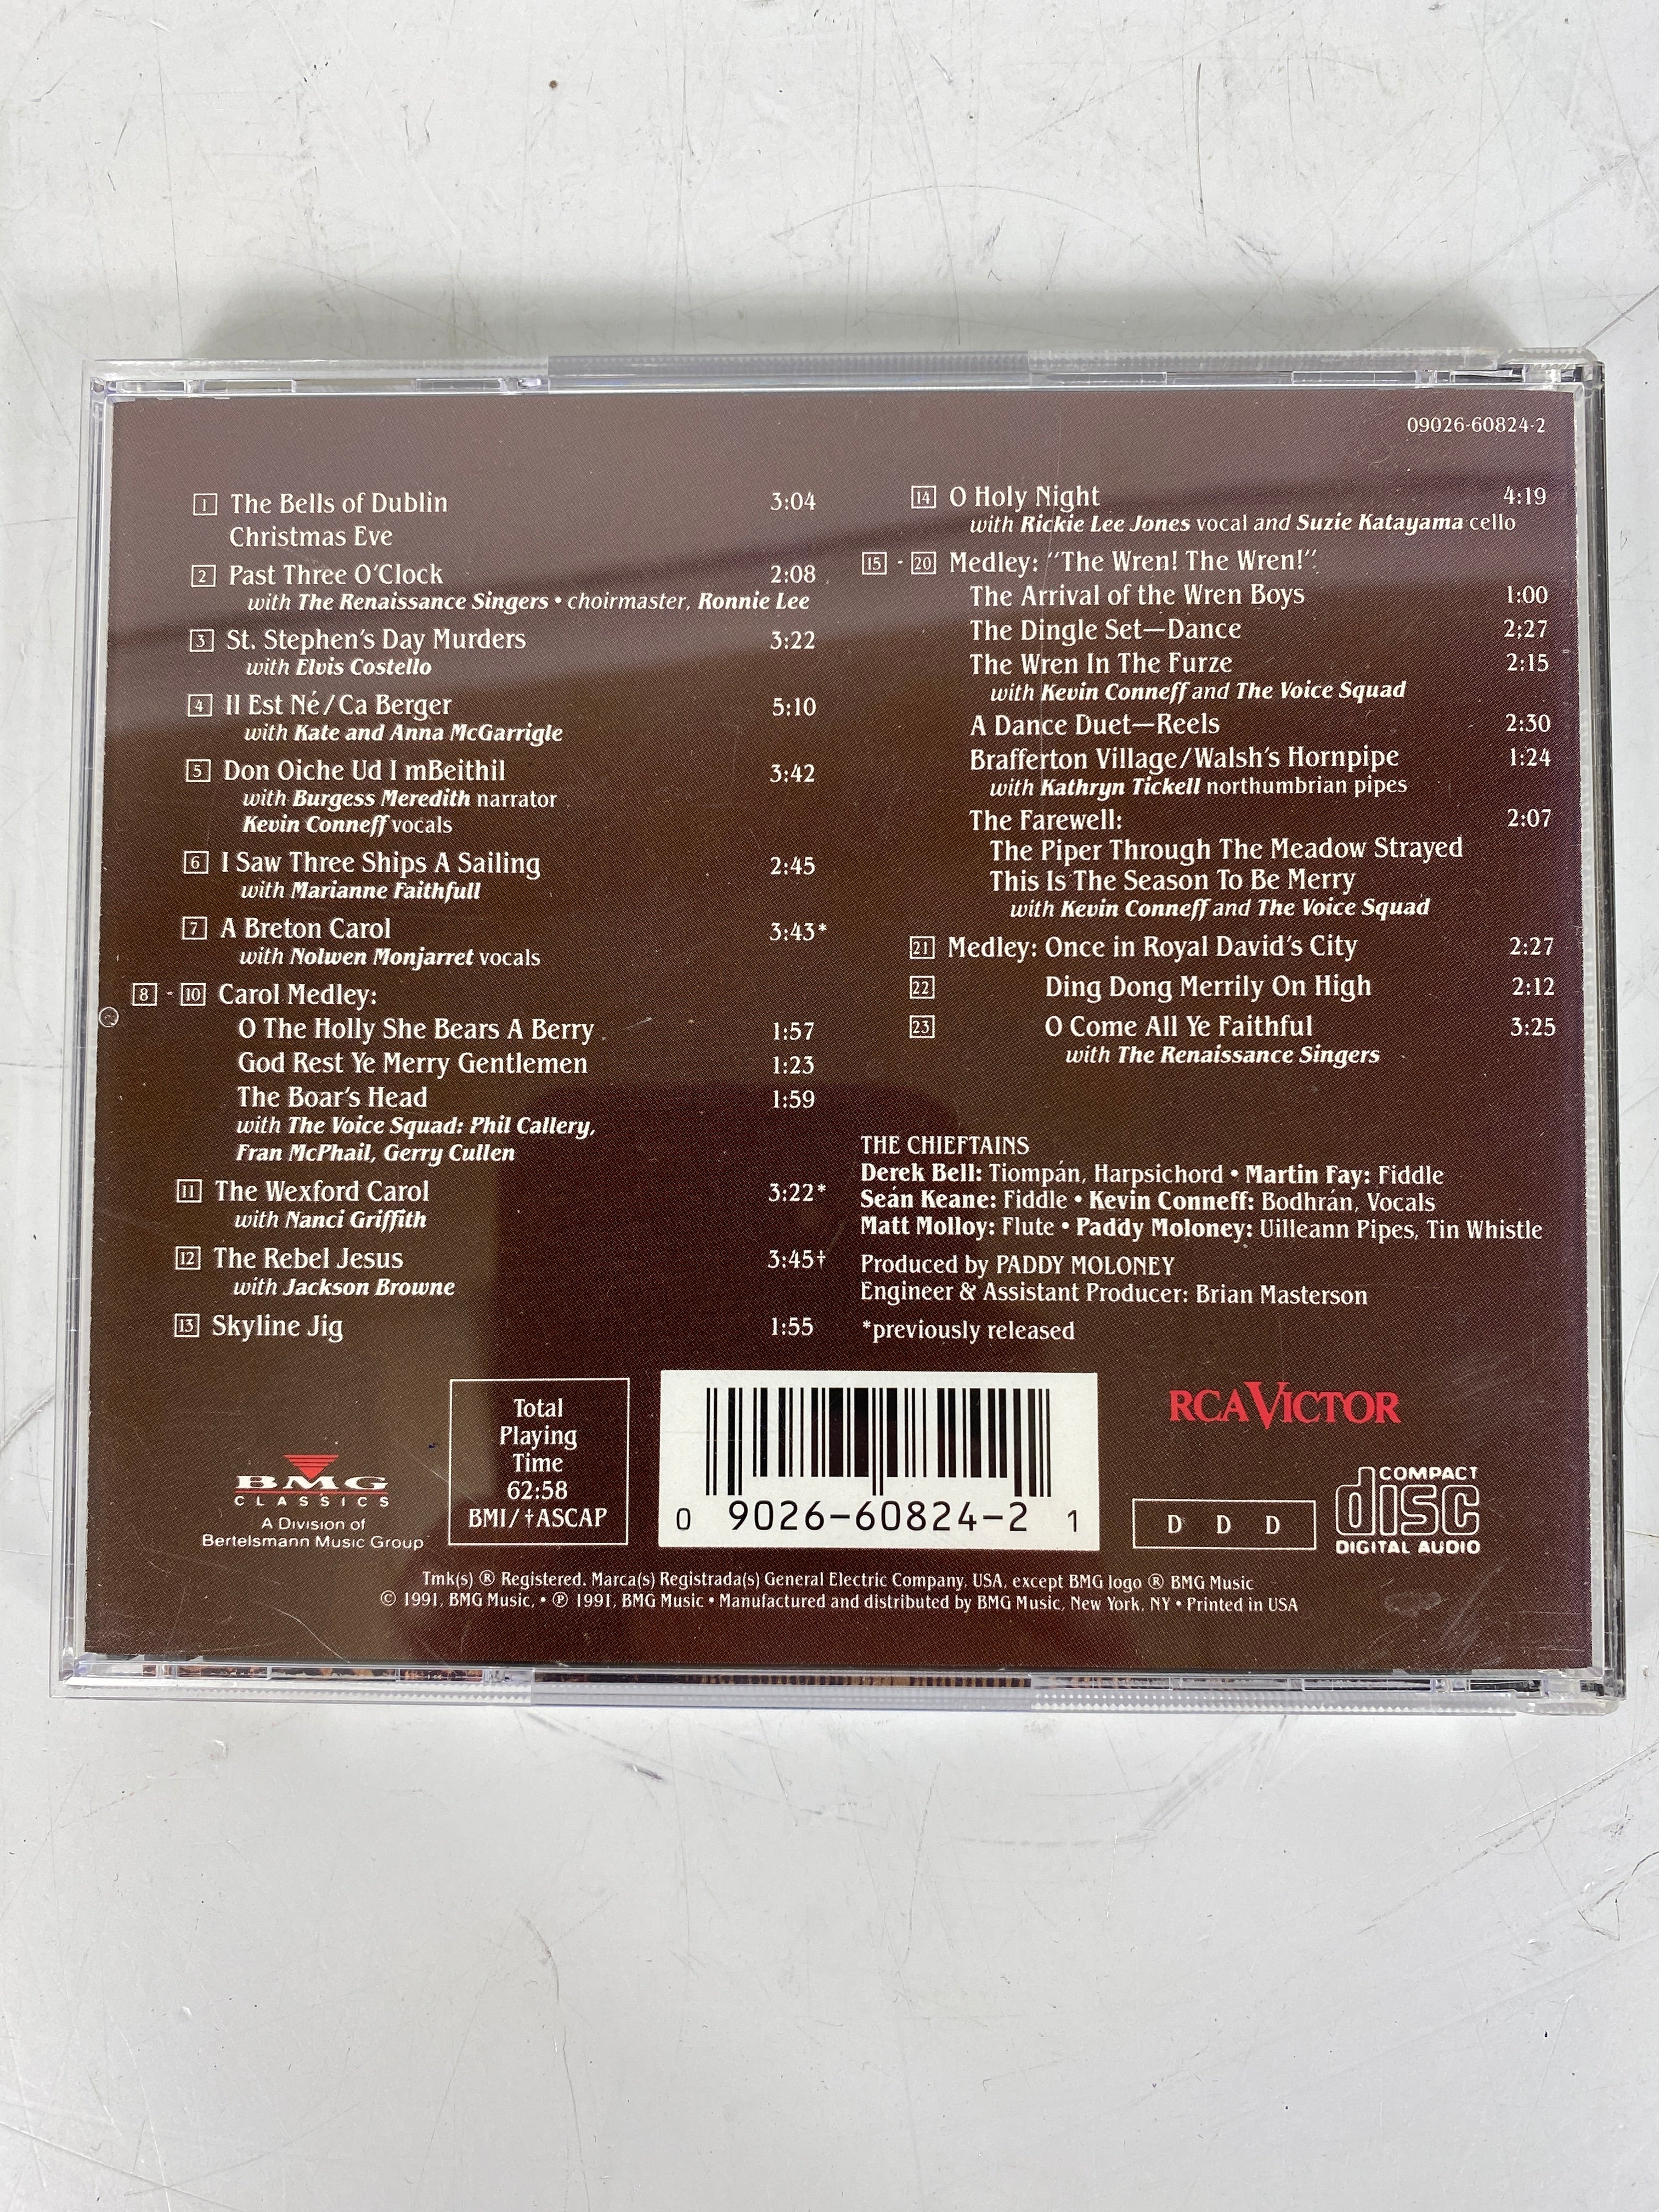 09026-60824-2
1 The Bells of Dublin 3:04
Christmas Eve
2 Past Three O'Clock 2:08
with The Renaissance Singers • choirmaster, Ronnie Lee
3 St. Stephen's Day Murders 3:22
with Elvis Costello
4 Il Est Né/Ca Berger 5:10
with Kate and Anna McGarrigle
5 Don Oiche Ud I mBeithil 3:42
with Burgess Meredith narrator
Kevin Conneff vocals
6 I Saw Three Ships A Sailing 2:45
with Marianne Faithfull
7 A Breton Carol 3:43*
with Nolwen Monjarret vocals
8 - 10 Carol Medley:
O The Holly She Bears A Berry 1:57
God Rest Ye Merry Gentlemen 1:23
The Boar's Head 1:59
with The Voice Squad: Phil Callery,
Fran McPhail, Gerry Cullen
11 The Wexford Carol 3:22*
with Nanci Griffith
12 The Rebel Jesus 3:45†
with Jackson Browne
13 Skyline Jig 1:55
14 O Holy Night 4:19
with Rickie Lee Jones vocal and Suzie Katayama cello
15 - 20 Medley: "The Wren! The Wren!"
The Arrival of the Wren Boys 1:00
The Dingle Set—Dance 2;27
The Wren In The Furze 2:15
with Kevin Conneff and The Voice Squad
A Dance Duet—Reels 2:30
Brafferton Village/Walsh's Hornpipe 1:24
with Kathryn Tickell northumbrian pipes
The Farewell: 2:07
The Piper Through The Meadow Strayed
This Is The Season To Be Merry
with Kevin Conneff and The Voice Squad
21 Medley: Once in Royal David's City 2:27
22 Ding Dong Merrily On High 2:12
23 O Come All Ye Faithful 3:25
with The Renaissance Singers
THE CHIEFTAINS
Derek Bell: Tiompán, Harpsichord • Martin Fay: Fiddle
Seán Keane: Fiddle • Kevin Conneff: Bodhrán, Vocals
Matt Molloy: Flute • Paddy Moloney: Uilleann Pipes, Tin Whistle
Produced by PADDY MOLONEY
Engineer & Assistant Producer: Brian Masterson
*previously released
BMG
CLASSICS
A Division of
Bertelsmann Music Group
Total
Playing
Time
62:58
BMI/†ASCAP
0 9026-60824-2 1
RCA VICTOR
D D D
COMPACT
disc
DIGITAL AUDIO
Tmk(s) ® Registered. Marca(s) Registrada(s) General Electric Company, USA, except BMG logo ® BMG Music
© 1991, BMG Music, • ℗ 1991, BMG Music • Manufactured and distributed by BMG Music, New York, NY • Printed in USA